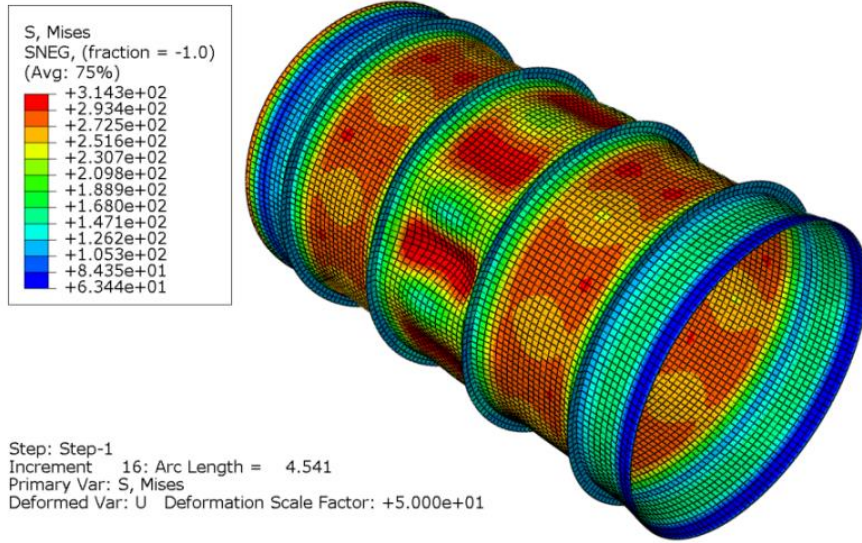 S, Mises
SNEG, (fraction = -1.0)
(Avg: 75%)
+3.143e+02
+2.934e+02
+2.725e+02
+2.516e+02
+2.307e+02
+2.098e+02
+1.889e+02
+1.680e+02
+1.471e+02
+1.262e+02
+1.053e+02
+8.435e+01
+6.344e+01
Step: Step-1
Increment 16: Arc Length = 4.541
Primary Var: S, Mises
Deformed Var: U Deformation Scale Factor: +5.000e+01